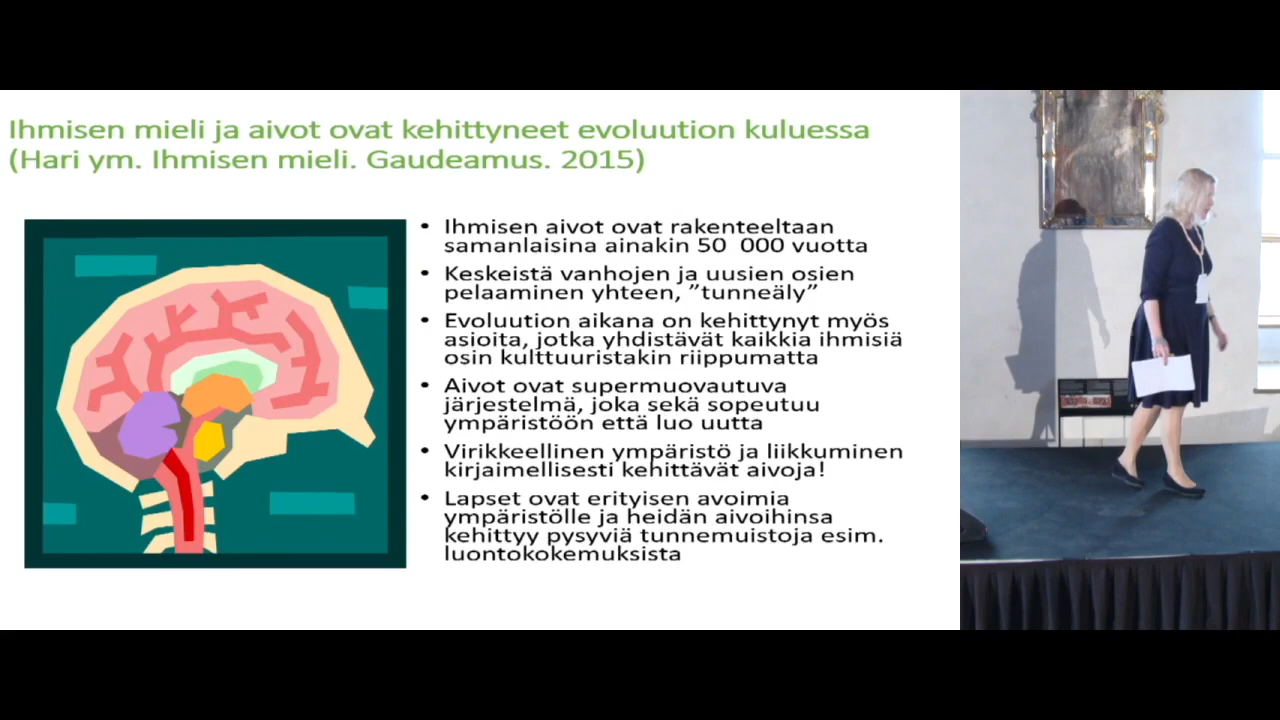 Ihmisen mieli ja aivot ovat kehittyneet evoluution kuluessa
(Hari ym. Ihmisen mieli. Gaudeamus. 2015)
• Ihmisen aivot ovat rakenteeltaan
samanlaisina ainakin 50 000 vuotta
• Keskeistä vanhojen ja uusien osien
pelaaminen yhteen, ”tunneäly”
• Evoluution aikana on kehittynyt myös
asioita, jotka yhdistävät kaikkia ihmisiä
osin kulttuuristakin riippumatta
• Aivot ovat supermuovautuva
järjestelmä, joka sekä sopeutuu
ympäristöön että luo uutta
• Virikkeellinen ympäristö ja liikkuminen
kirjaimellisesti kehittävät aivoja!
• Lapset ovat erityisen avoimia
ympäristölle ja heidän aivoihinsa
kehittyy pysyviä tunnemuistoja esim.
luontokokemuksista